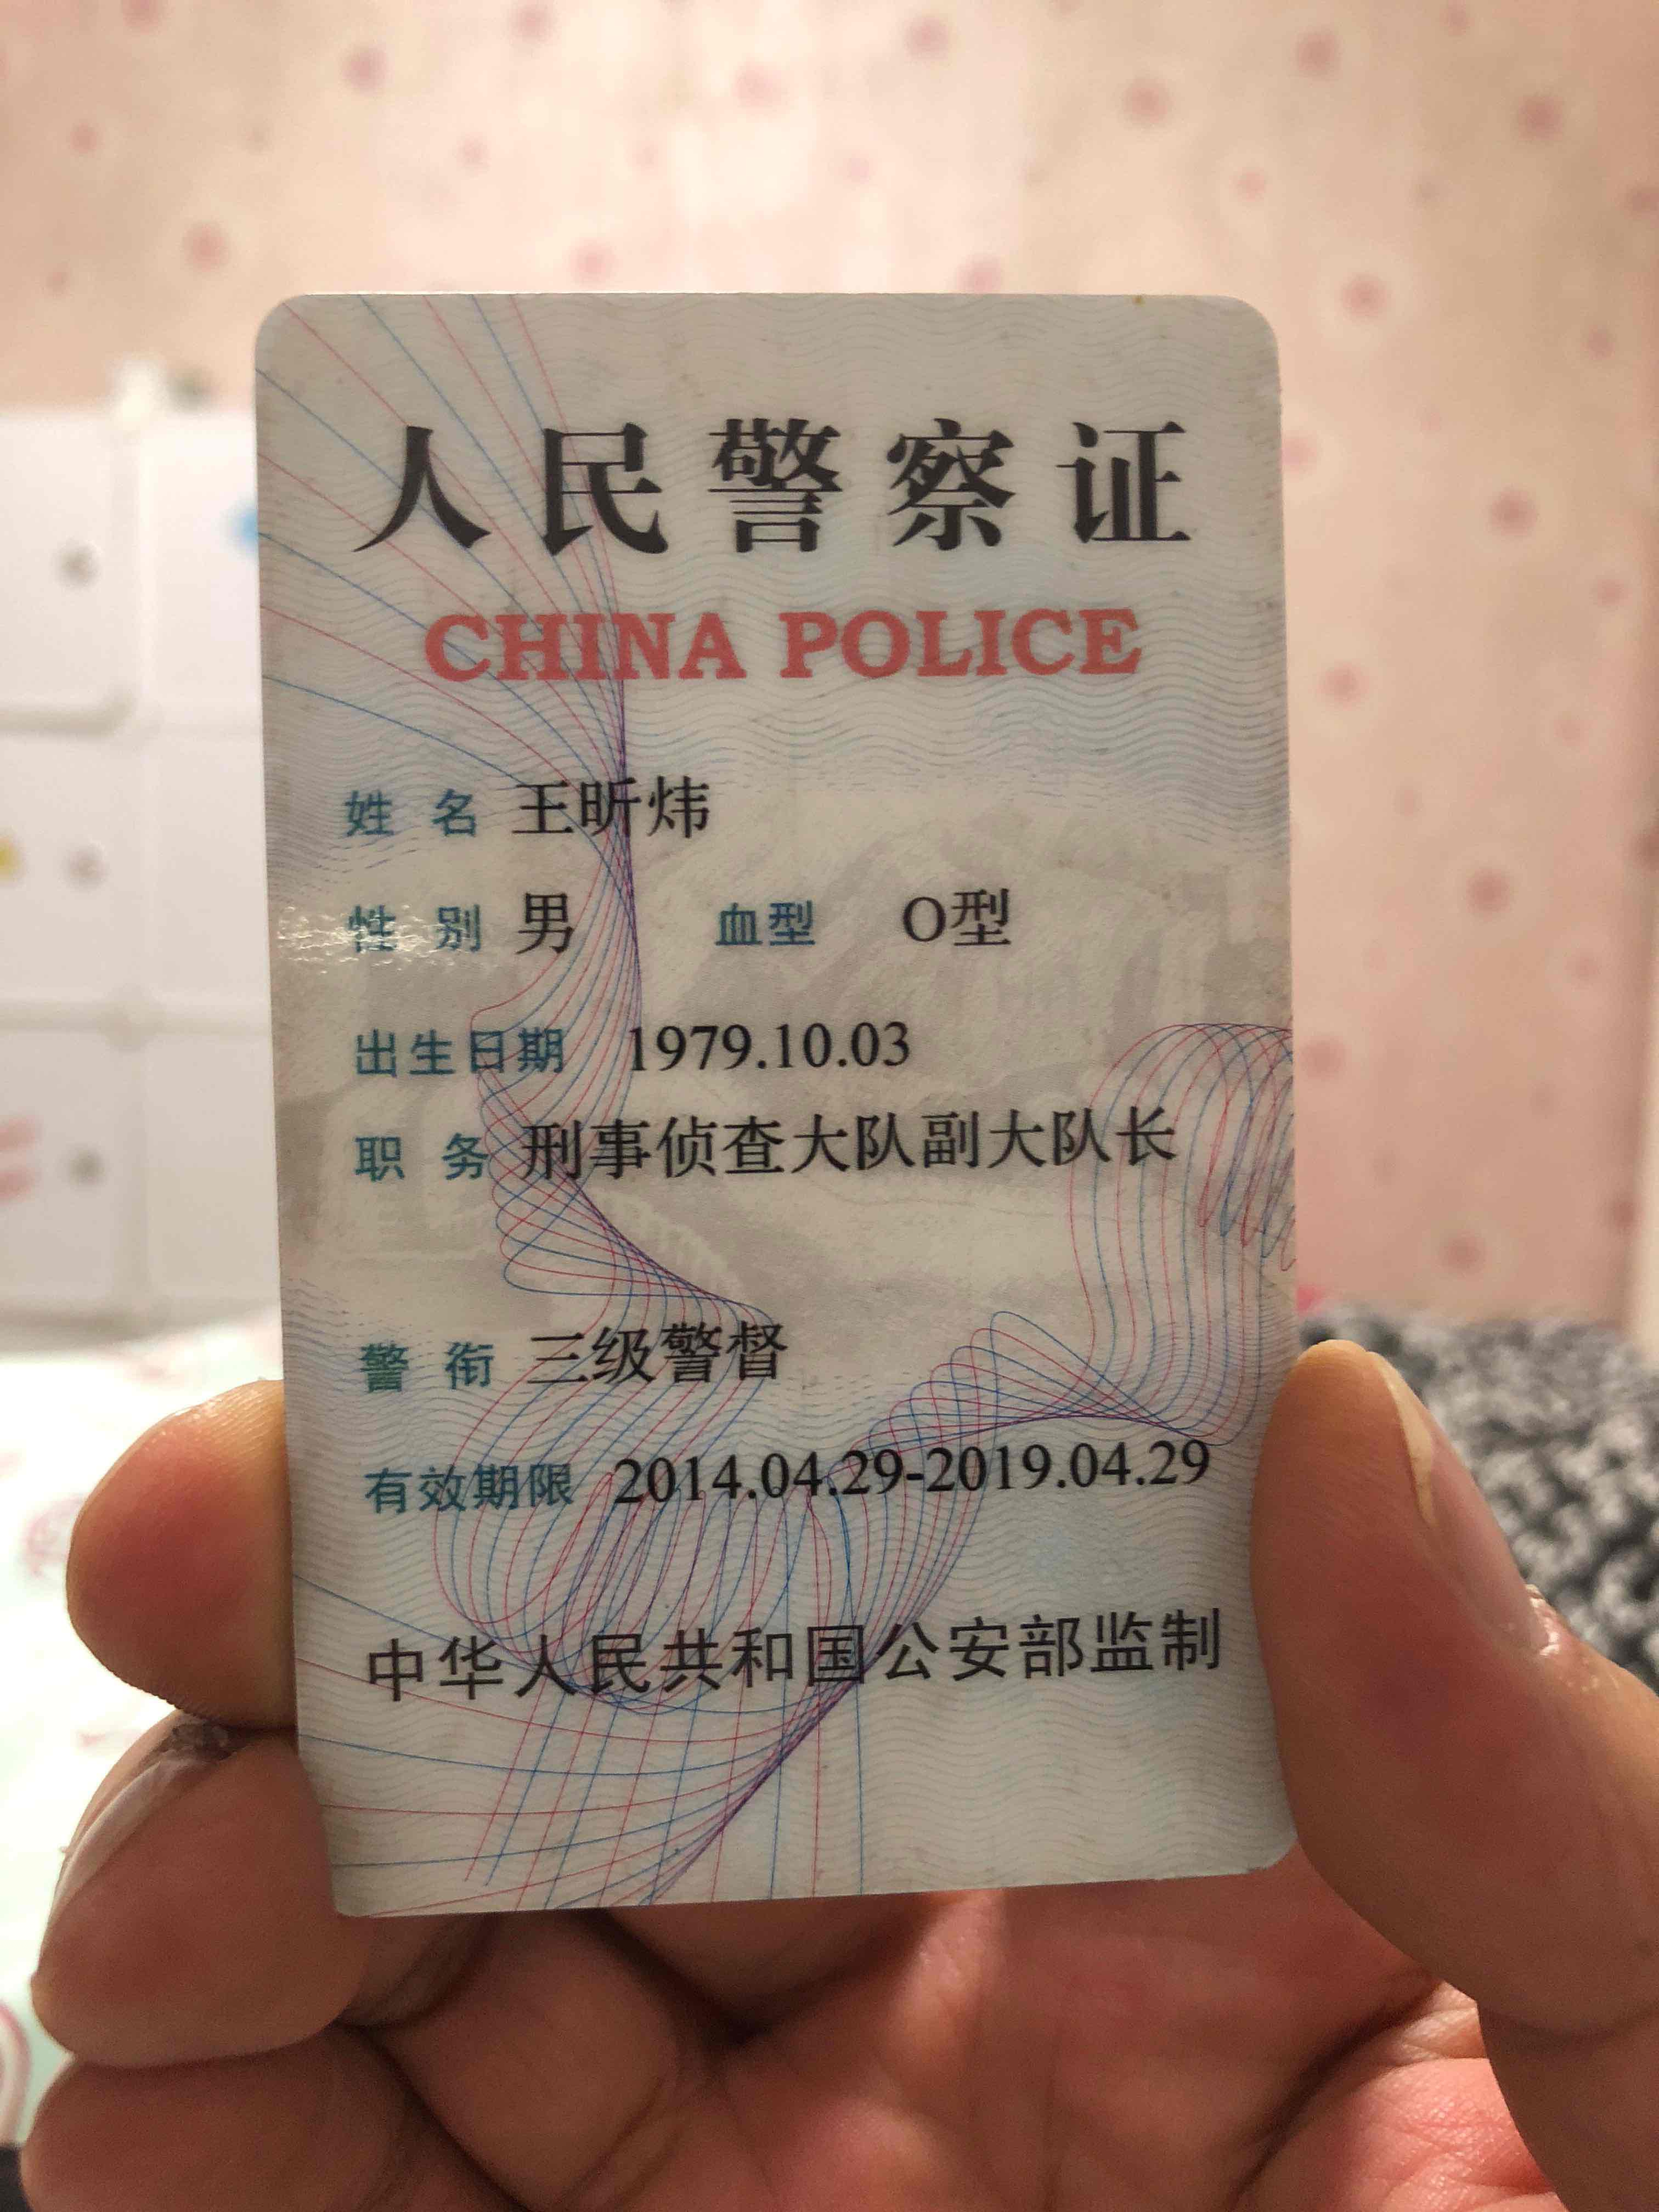 人民警察证
CHINA POLICE
姓 名 王昕炜
性 别 男 血型 O型
出生日期 1979.10.03
职 务 刑事侦查大队副大队长
警 衔 三级警督
有效期限 2014.04.29-2019.04.29
中华人民共和国公安部监制